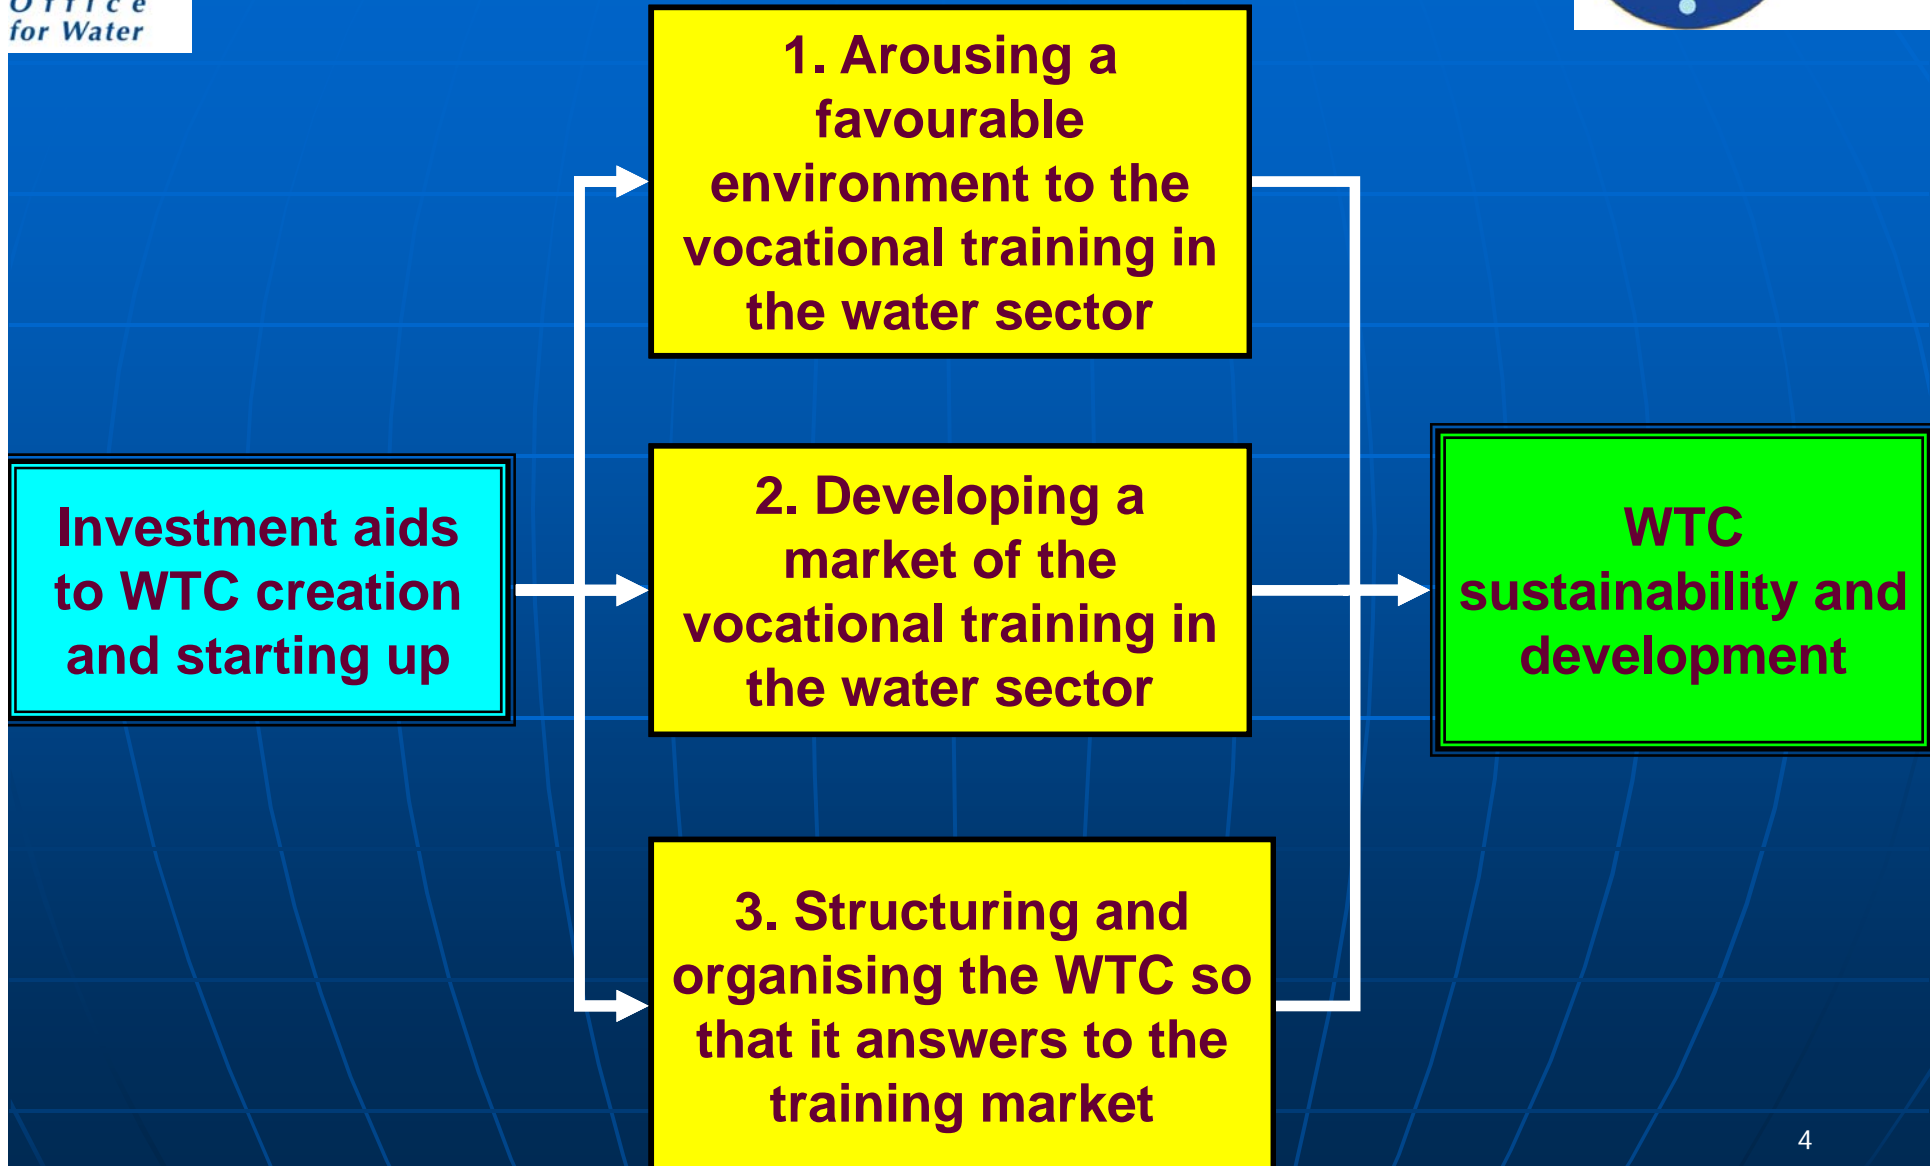 Office
for Water
1. Arousing a
favourable
environment to the
vocational training in
the water sector
Investment aids
to WTC creation
and starting up
2. Developing a
market of the
vocational training in
the water sector
WTC
sustainability and
development
3. Structuring and
organising the WTC so
that it answers to the
training market
4